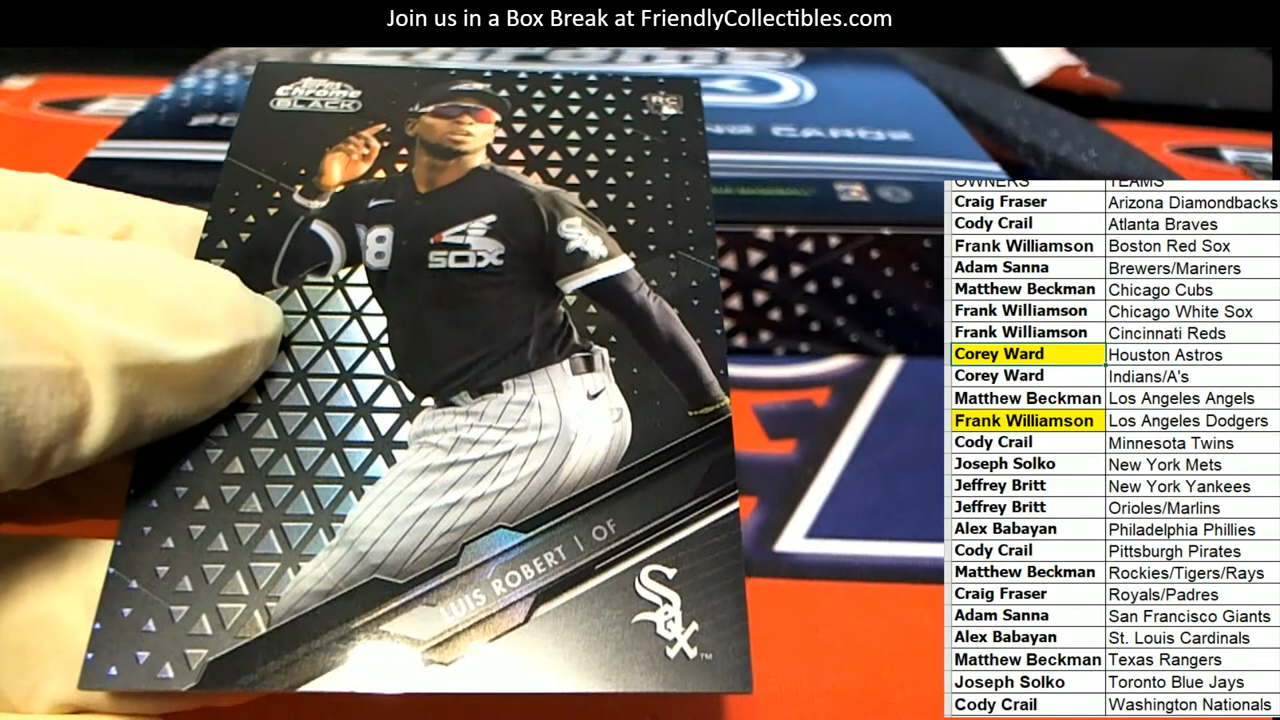 Join us in a Box Break at FriendlyCollectibles.com
Topps Chrome
BLACK
RC
CARDS
SOX
Sox
LUIS ROBERT | OF
SOX™
OWNERS TEAMS
Craig Fraser Arizona Diamondbacks
Cody Crail Atlanta Braves
Frank Williamson Boston Red Sox
Adam Sanna Brewers/Mariners
Matthew Beckman Chicago Cubs
Frank Williamson Chicago White Sox
Frank Williamson Cincinnati Reds
Corey Ward Houston Astros
Corey Ward Indians/A's
Matthew Beckman Los Angeles Angels
Frank Williamson Los Angeles Dodgers
Cody Crail Minnesota Twins
Joseph Solko New York Mets
Jeffrey Britt New York Yankees
Jeffrey Britt Orioles/Marlins
Alex Babayan Philadelphia Phillies
Cody Crail Pittsburgh Pirates
Matthew Beckman Rockies/Tigers/Rays
Craig Fraser Royals/Padres
Adam Sanna San Francisco Giants
Alex Babayan St. Louis Cardinals
Matthew Beckman Texas Rangers
Joseph Solko Toronto Blue Jays
Cody Crail Washington Nationals